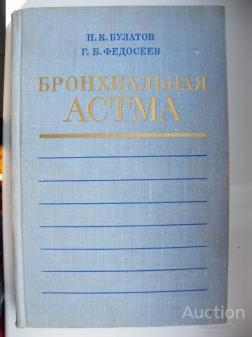 П. К. БУЛАТОВ
Г. Б. ФЕДОСЕЕВ
БРОНХИАЛЬНАЯ
АСТМА
Auction